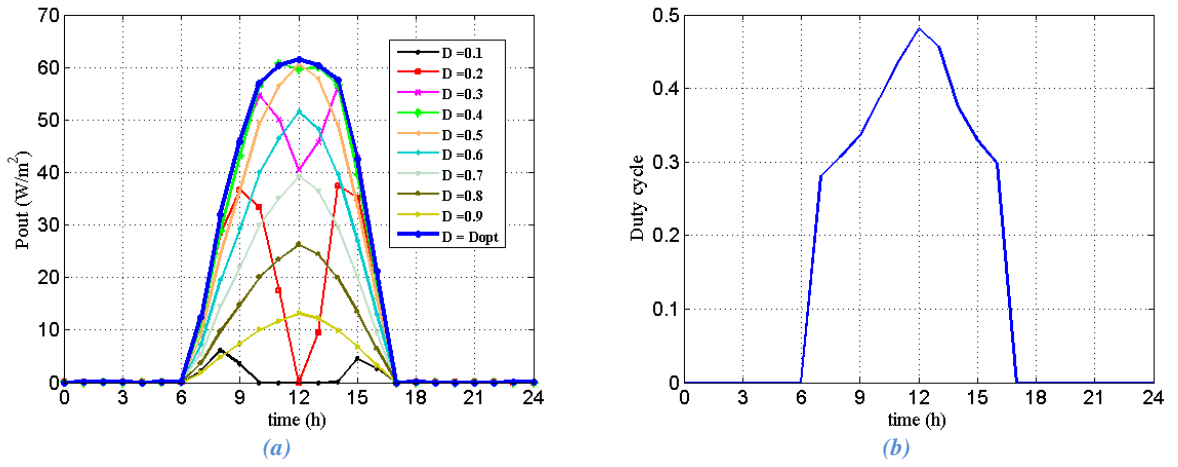 70
60
50
40
30
20
10
0
Pout (W/m²)
0 3 6 9 12 15 18 21 24
time (h)
D =0.1
D =0.2
D =0.3
D =0.4
D =0.5
D =0.6
D =0.7
D =0.8
D =0.9
D = Dopt
(a)
0.5
0.4
0.3
0.2
0.1
0
Duty cycle
0 3 6 9 12 15 18 21 24
time (h)
(b)